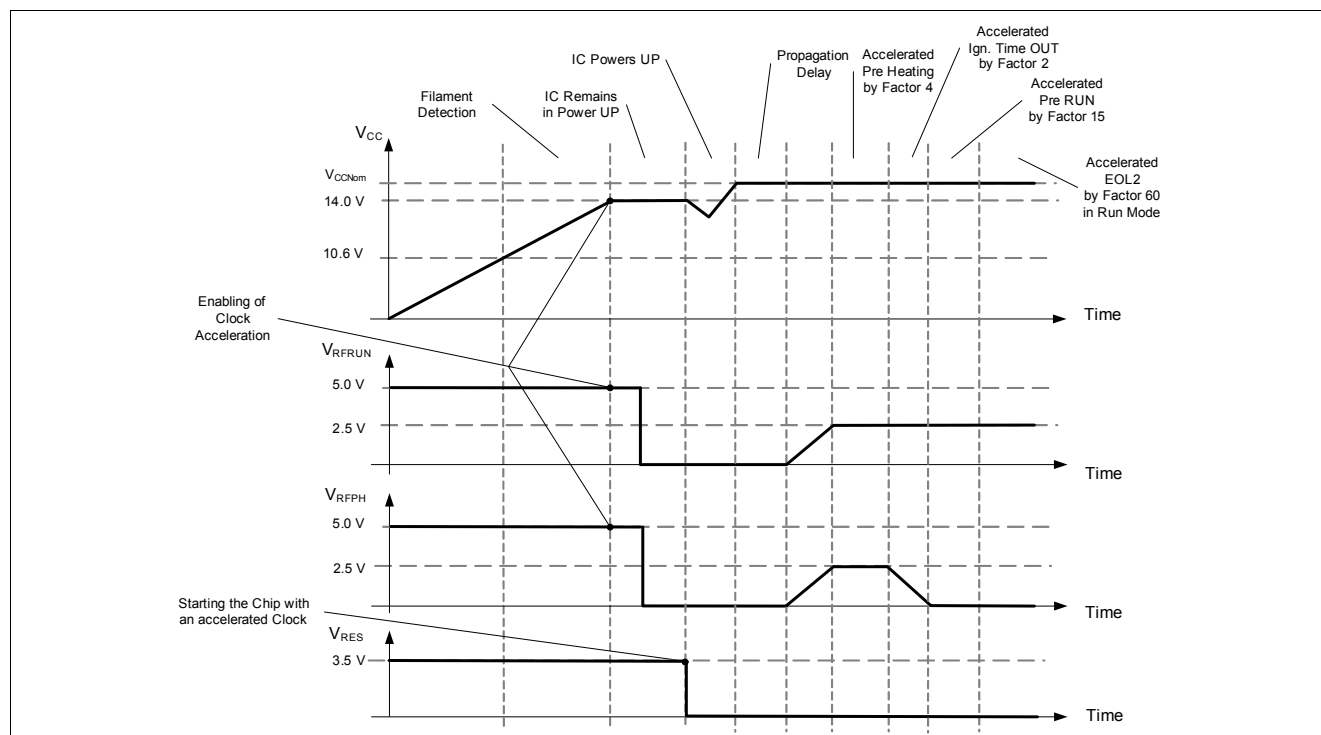 Accelerated
Ign. Time OUT
by Factor 2
IC Powers UP
Propagation
Delay
Accelerated
Pre Heating
by Factor 4
Accelerated
Pre RUN
by Factor 15
Filament
Detection
IC Remains
in Power UP
VCC
VCCNom
14.0 V
10.6 V
Accelerated
EOL2
by Factor 60
in Run Mode
Time
Enabling of
Clock
Acceleration
VRFRUN
5.0 V
2.5 V
Time
VRFPH
5.0 V
2.5 V
Time
Starting the Chip with
an accelerated Clock
VRES
3.5 V
Time